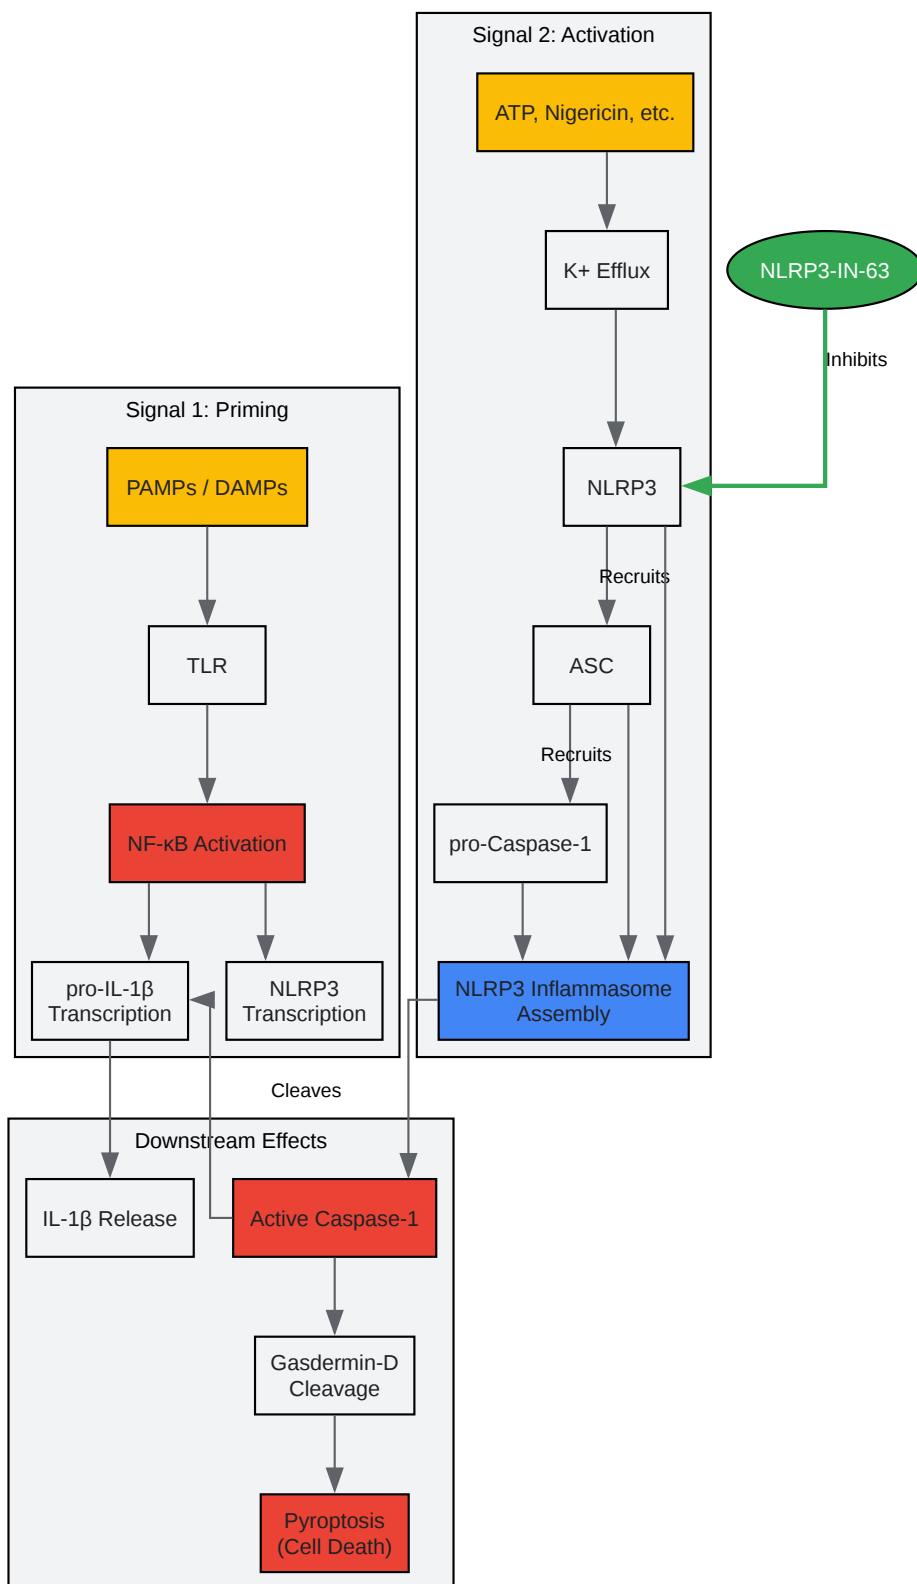 Signal 2: Activation
ATP, Nigericin, etc.
K+ Efflux
NLRP3-IN-63
Inhibits
Signal 1: Priming
PAMPs / DAMPs
NLRP3
Recruits
TLR
ASC
Recruits
NF-κB Activation
pro-Caspase-1
pro-IL-1β
Transcription
NLRP3
Transcription
NLRP3 Inflammasome
Assembly
Cleaves
Downstream Effects
IL-1β Release
Active Caspase-1
Gasdermin-D
Cleavage
Pyroptosis
(Cell Death)